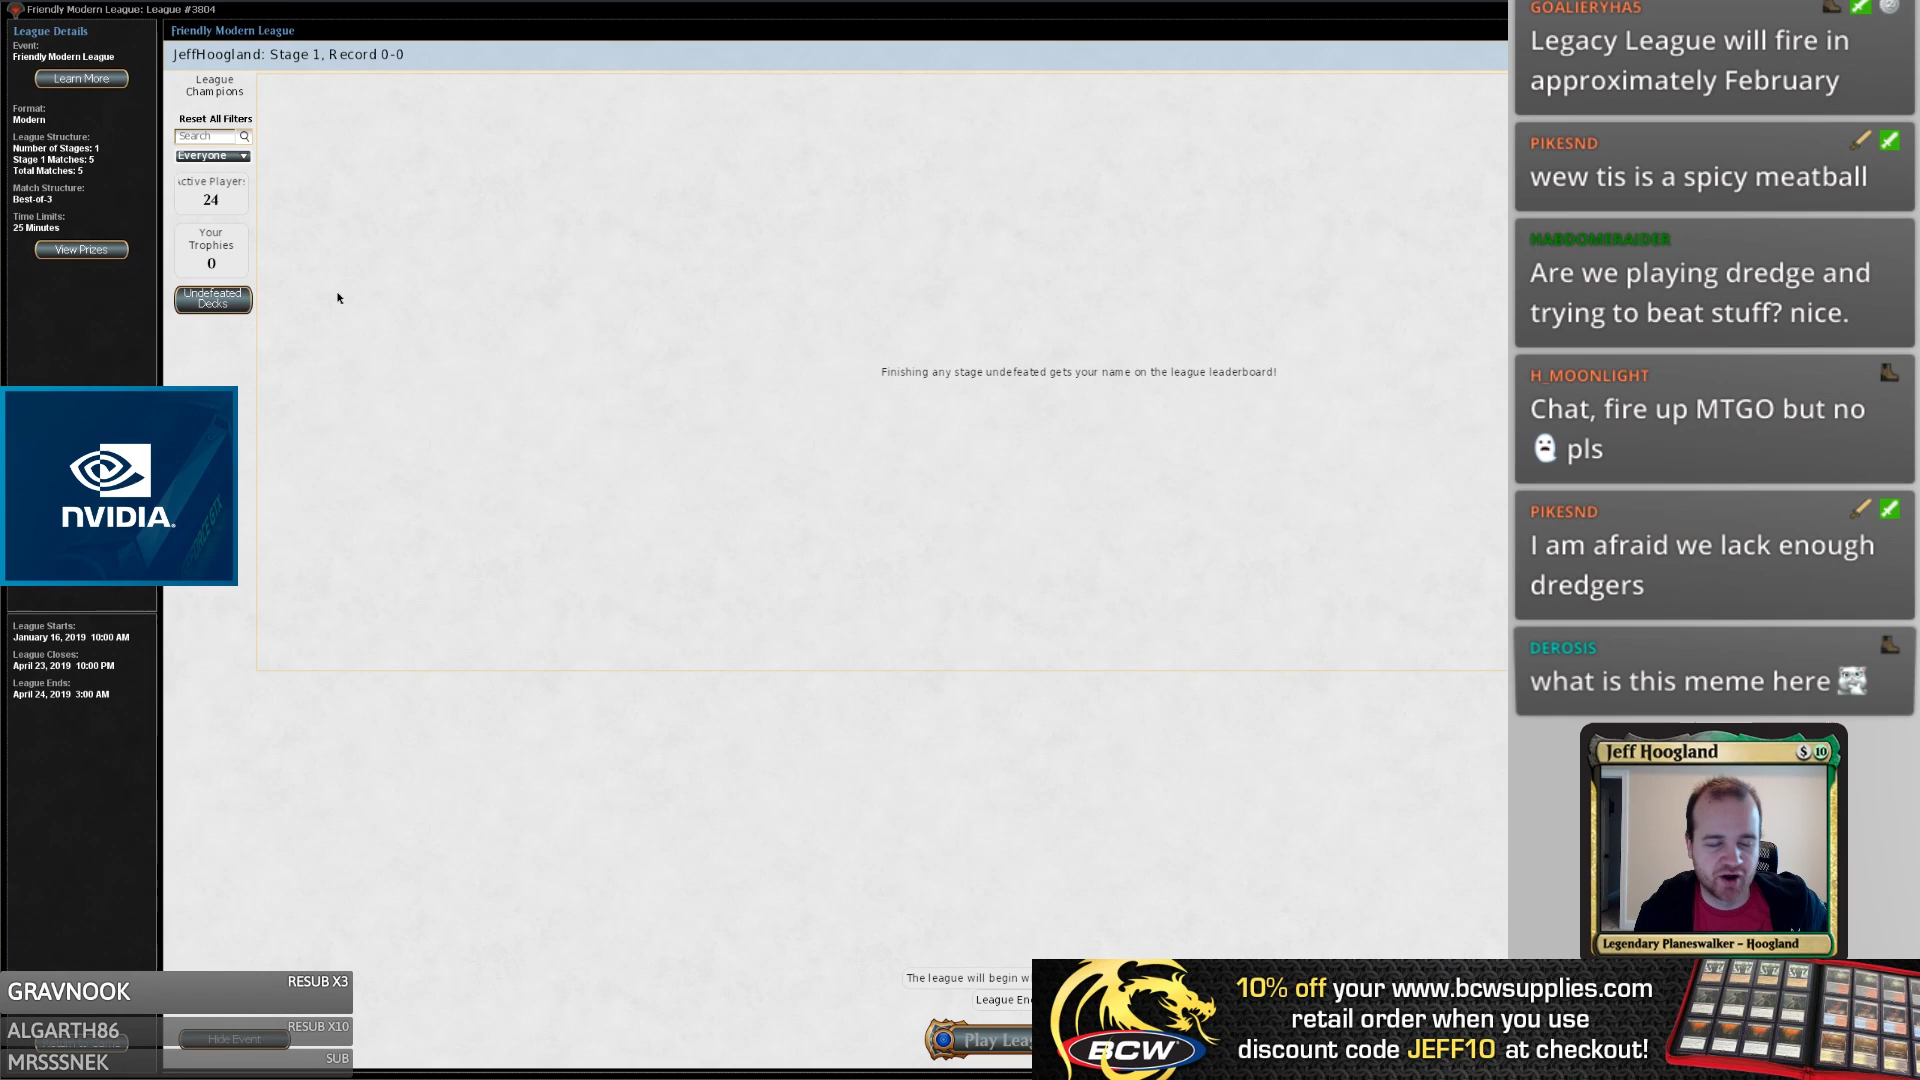 Friendly Modern League: League #3804
League Details
Event:
Friendly Modern League
Learn More
Format:
Modern
League Structure:
Number of Stages: 1
Stage 1 Matches: 5
Total Matches: 5
Match Structure:
Best-of-3
Time Limits:
25 Minutes
View Prizes
NVIDIA
GEFORCE GTX
League Starts:
January 16, 2019 10:00 AM
League Closes:
April 23, 2019 10:00 PM
League Ends:
April 24, 2019 3:00 AM
Friendly Modern League
JeffHoogland: Stage 1, Record 0-0
League
Champions
Reset All Filters
Search
Everyone
Active Players
24
Your
Trophies
0
Undefeated
Decks
Finishing any stage undefeated gets your name on the league leaderboard!
The league will begin w
League En
Play Lea
GRAVNOOK
RESUB X3
ALGARTH86
RESUB X10
Hide Event
MRSSSNEK
SUB
GOALIERYHA5
Legacy League will fire in
approximately February
PIKESND
wew tis is a spicy meatball
HABDOMERAIDER
Are we playing dredge and
trying to beat stuff? nice.
H_MOONLIGHT
Chat, fire up MTGO but no
pls
PIKESND
I am afraid we lack enough
dredgers
DEROSIS
what is this meme here
Jeff Hoogland
$ 10
Legendary Planeswalker – Hoogland
BCW
10% off your www.bcwsupplies.com
retail order when you use
discount code JEFF10 at checkout!